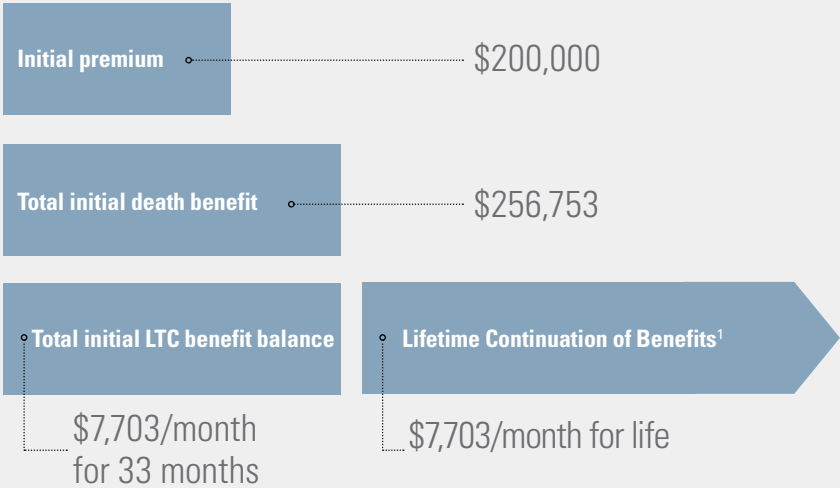 Initial premium
$200,000
Total initial death benefit
$256,753
Total initial LTC benefit balance
Lifetime Continuation of Benefits¹
$7,703/month
for 33 months
$7,703/month for life